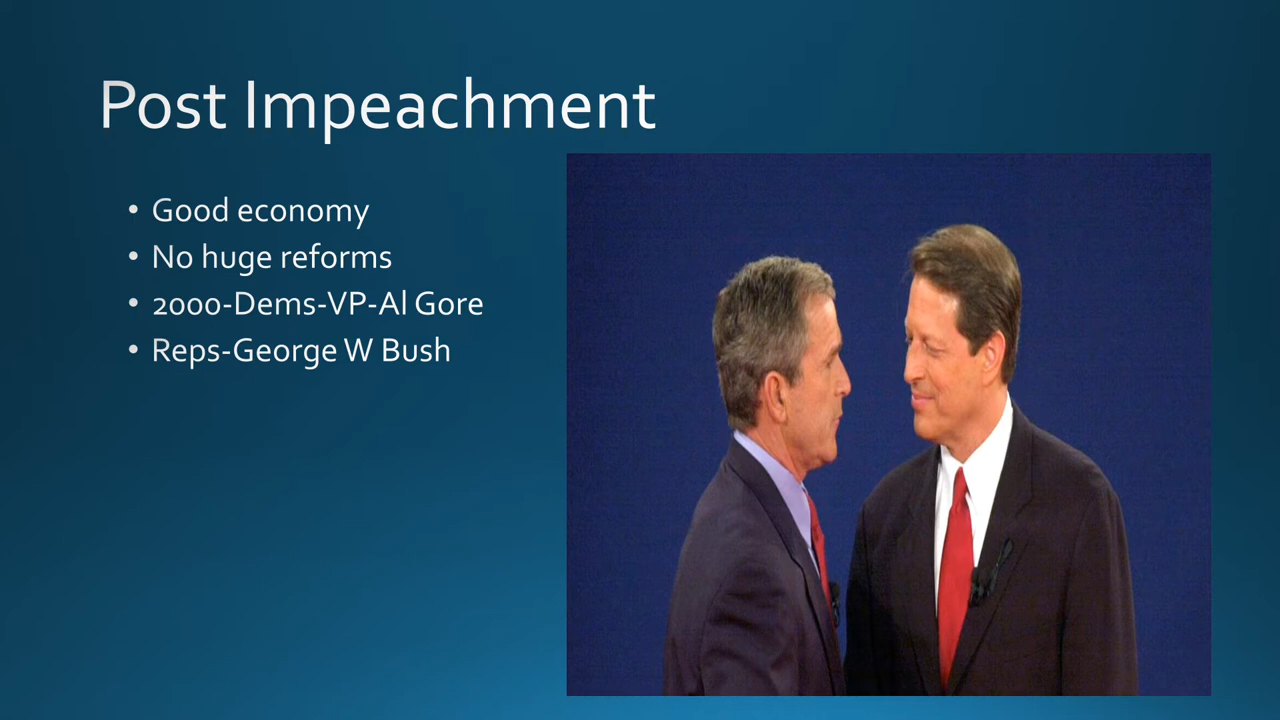 Post Impeachment
• Good economy
• No huge reforms
• 2000-Dems-VP-Al Gore
• Reps-George W Bush